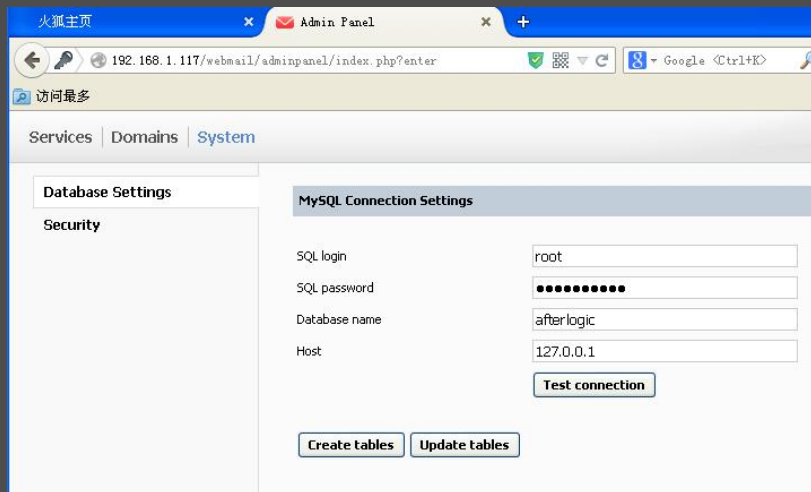 火狐主页
Admin Panel
192.168.1.117/webmail/adminpanel/index.php?enter
Google <Ctrl+K>
访问最多
Services Domains System
Database Settings
Security
MySQL Connection Settings
SQL login root
SQL password ●●●●●●●●●●
Database name afterlogic
Host 127.0.0.1
Test connection
Create tables Update tables